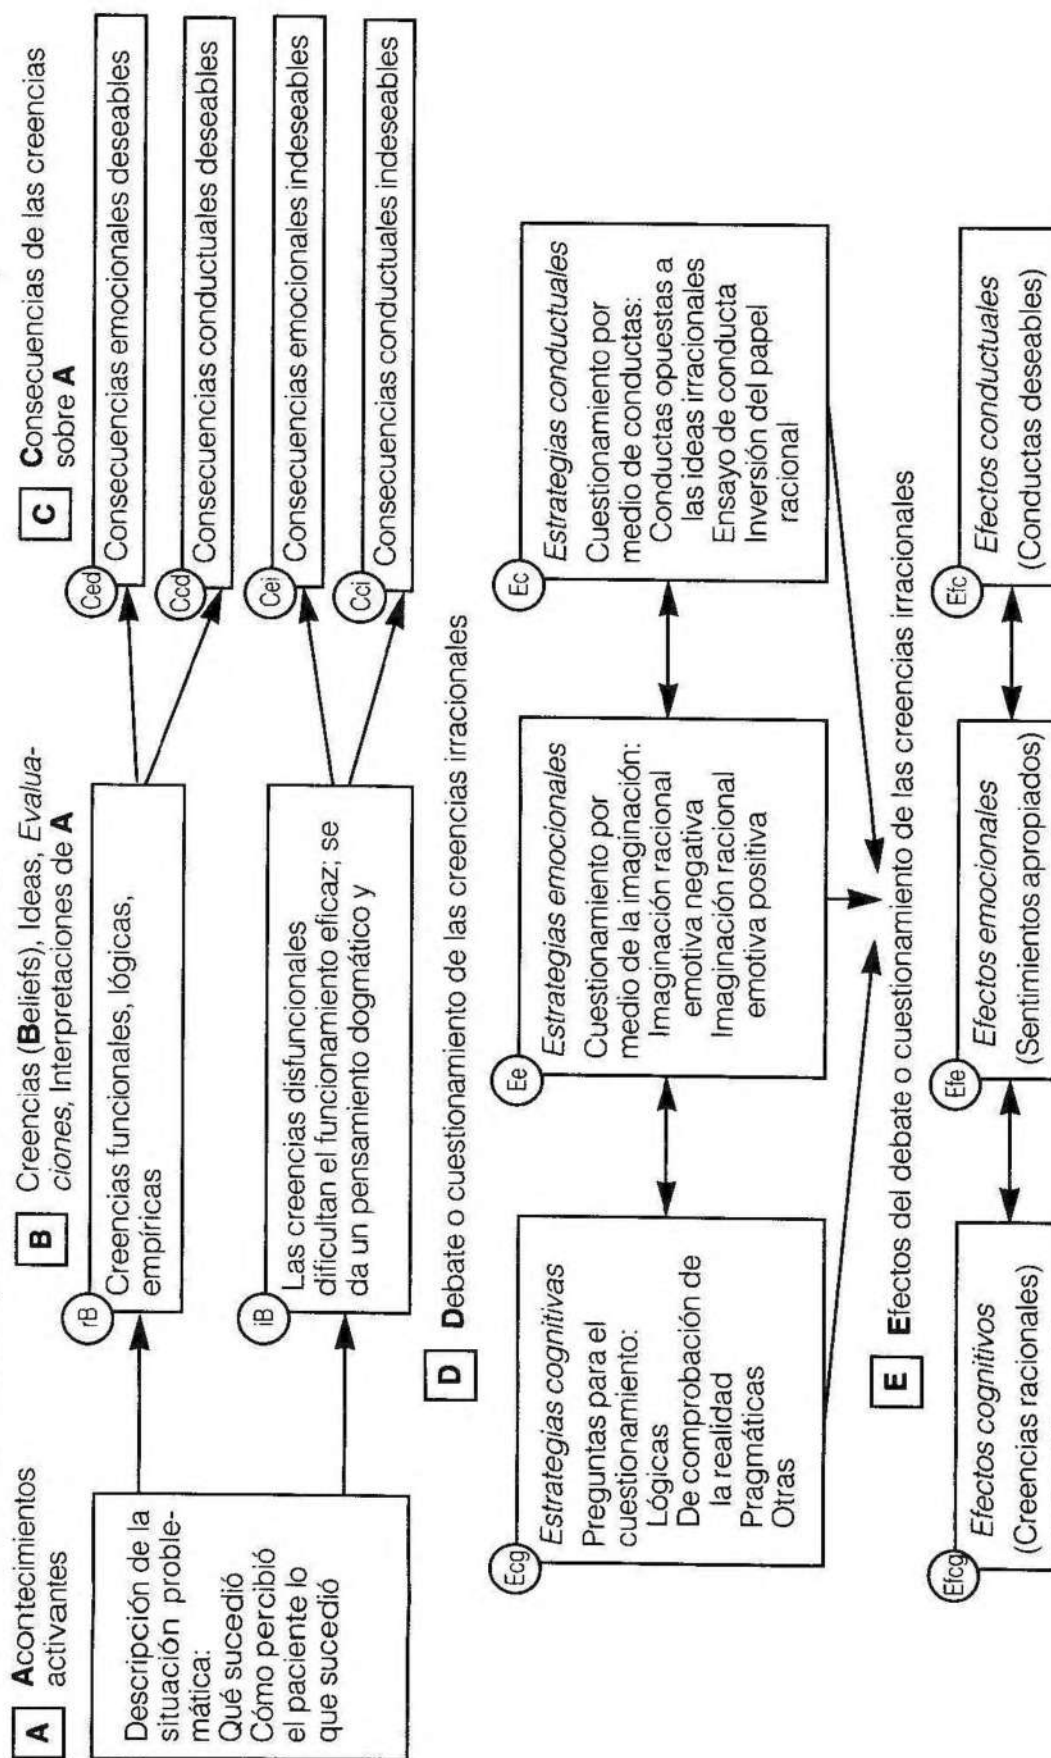 A
Acontecimientos
activantes
Descripción de la
situación proble-
mática:
Qué sucedió
Cómo percibió
el paciente lo
que sucedió
B
Creencias (Beliefs), Ideas, Evalua-
ciones, Interpretaciones de A
rB
Creencias funcionales, lógicas,
empíricas
iB
Las creencias disfuncionales
dificultan el funcionamiento eficaz; se
da un pensamiento dogmático y
C
Consecuencias de las creencias
sobre A
Ced
Consecuencias emocionales deseables
Ccd
Consecuencias conductuales deseables
Cei
Consecuencias emocionales indeseables
Cci
Consecuencias conductuales indeseables
D
Debate o cuestionamiento de las creencias irracionales
Ecg
Estrategias cognitivas
Preguntas para el
cuestionamiento:
Lógicas
De comprobación de
la realidad
Pragmáticas
Otras
Ee
Estrategias emocionales
Cuestionamiento por
medio de la imaginación:
Imaginación racional
emotiva negativa
Imaginación racional
emotiva positiva
Ec
Estrategias conductuales
Cuestionamiento por
medio de conductas:
Conductas opuestas a
las ideas irracionales
Ensayo de conducta
Inversión del papel
racional
E
Efectos del debate o cuestionamiento de las creencias irracionales
Efcg
Efectos cognitivos
(Creencias racionales)
Efe
Efectos emocionales
(Sentimientos apropiados)
Efc
Efectos conductuales
(Conductas deseables)